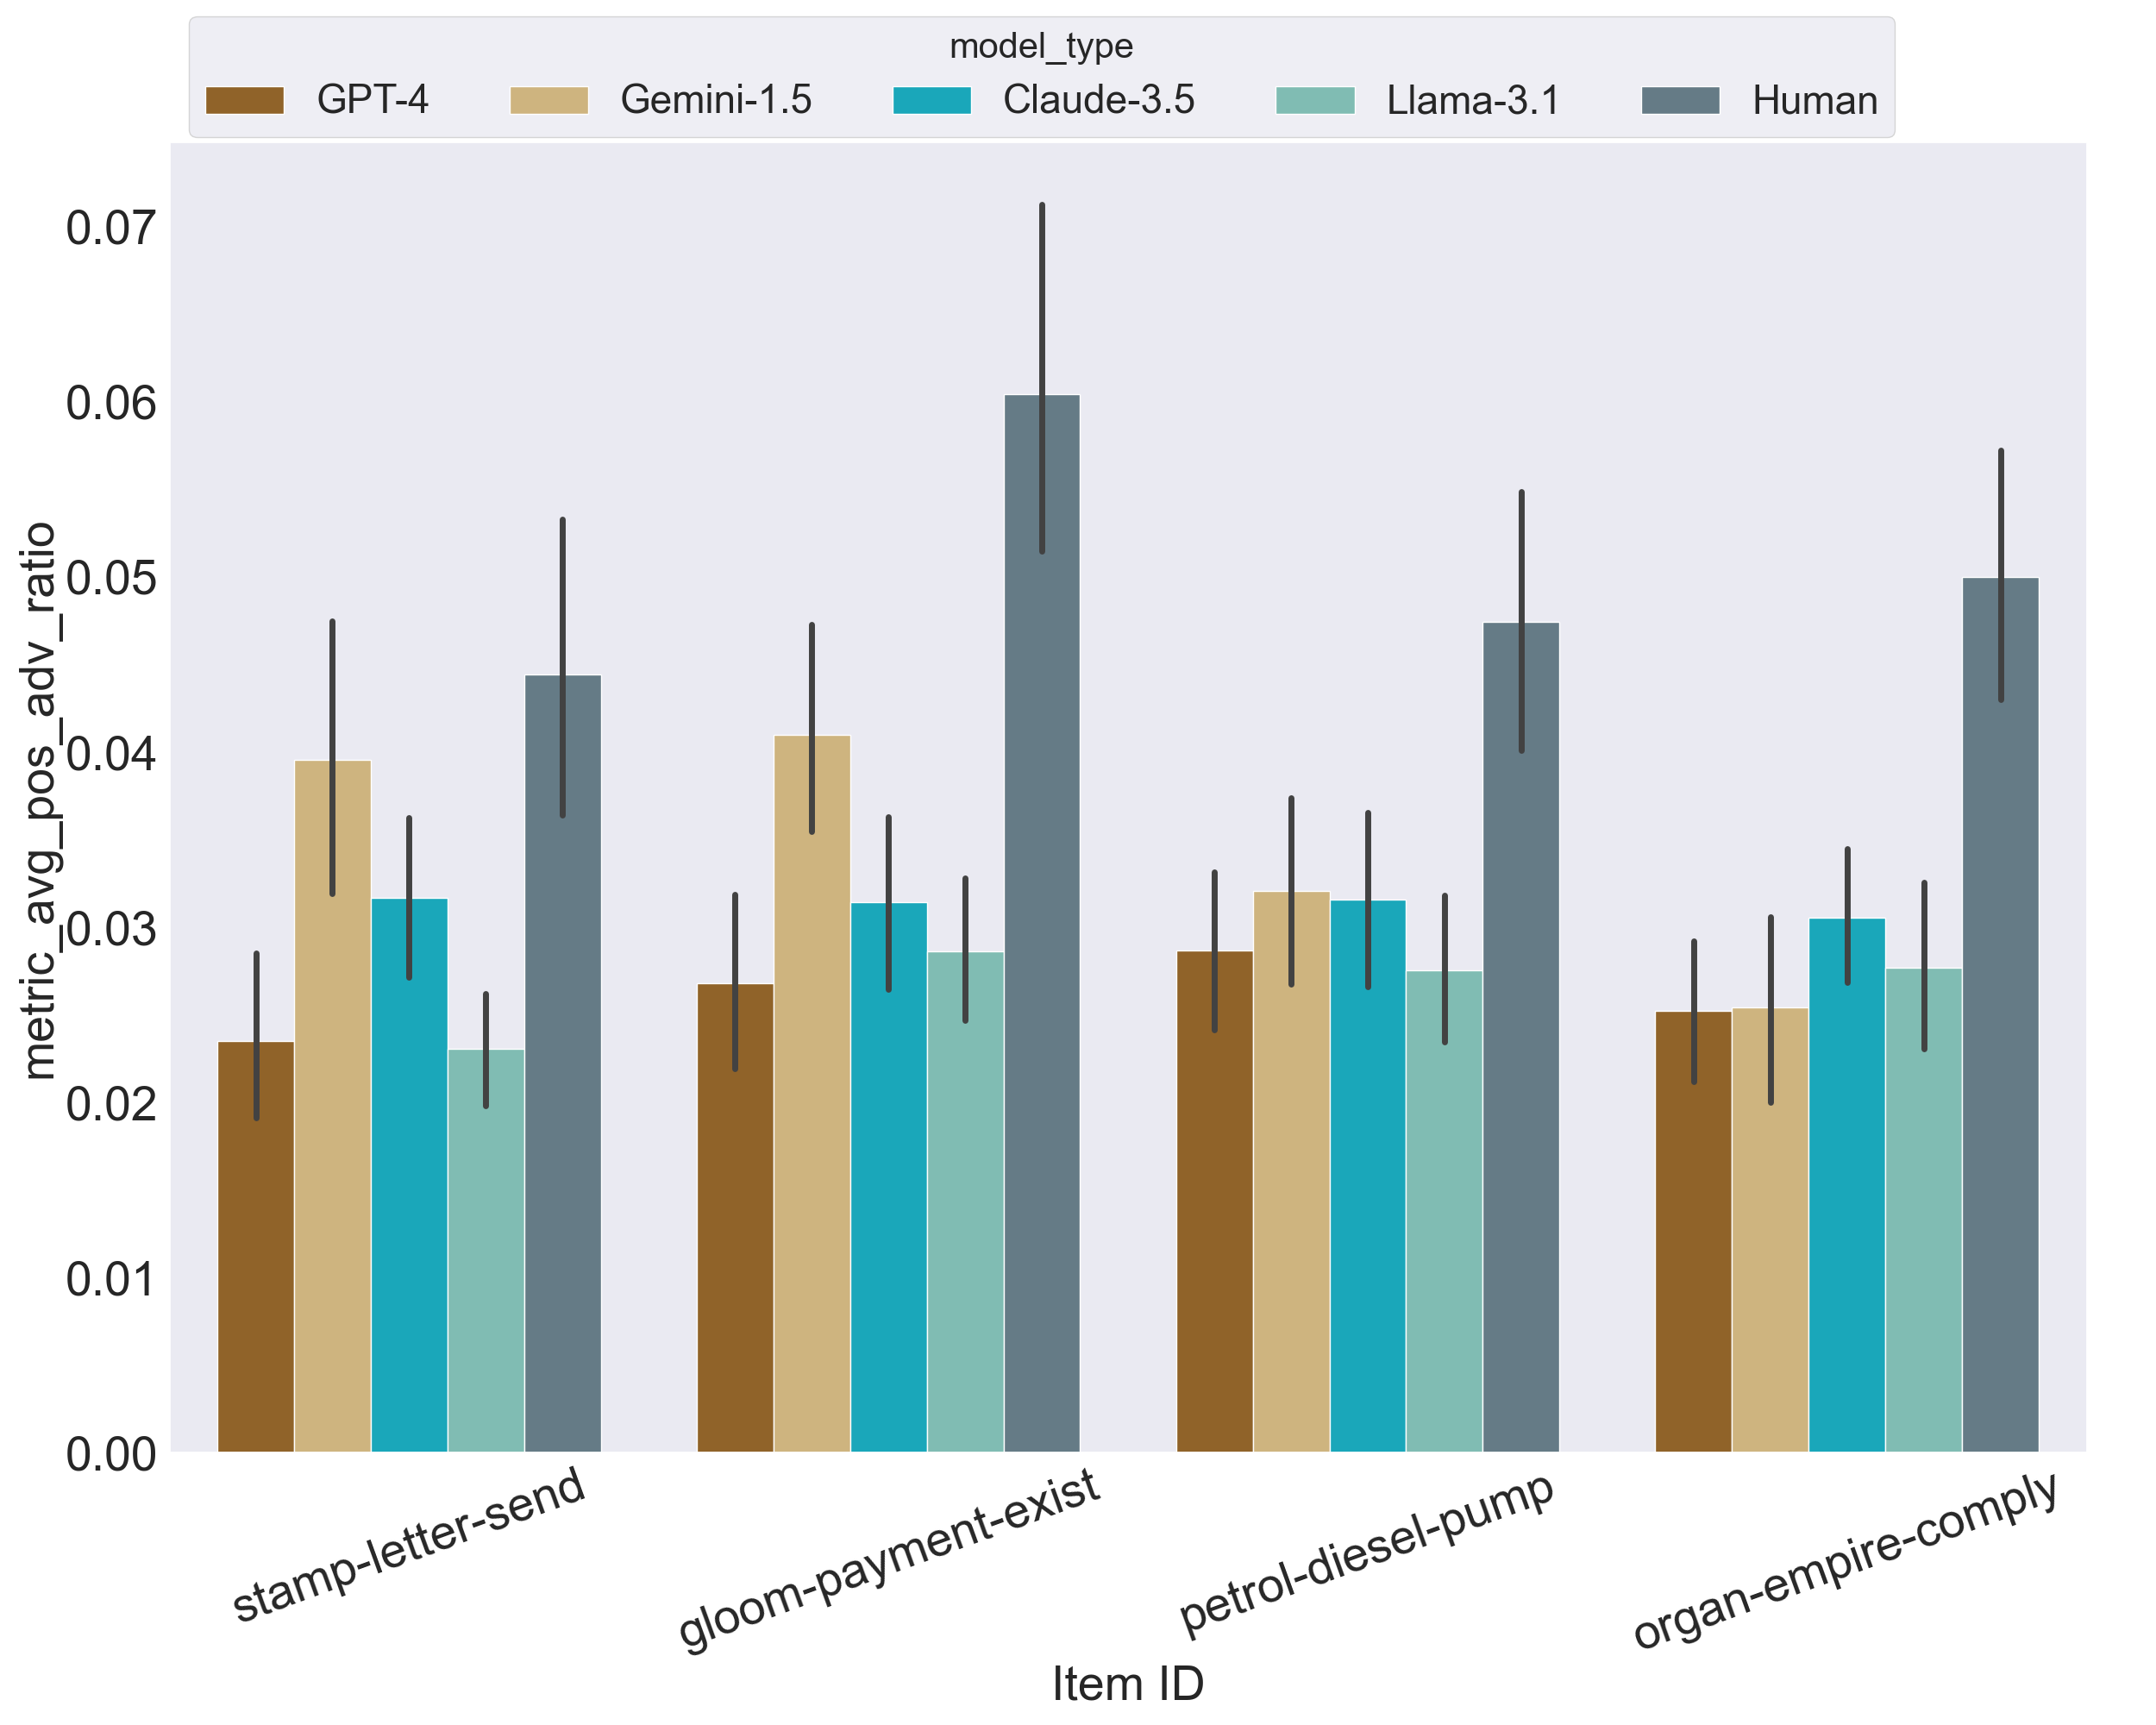 model_type
GPT-4 Gemini-1.5 Claude-3.5 Llama-3.1 Human
metric_avg_pos_adv_ratio
0.07
0.06
0.05
0.04
0.03
0.02
0.01
0.00
stamp-letter-send
gloom-payment-exist
petrol-diesel-pump
organ-empire-comply
Item ID